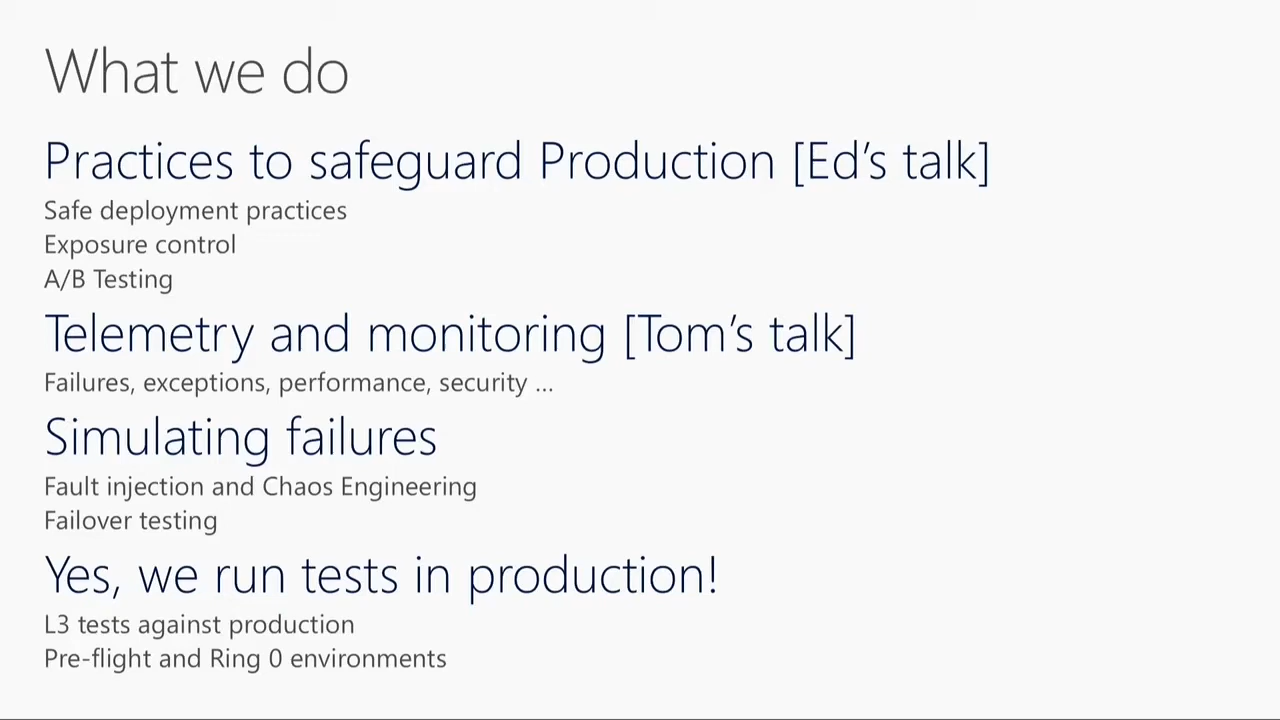 What we do
Practices to safeguard Production [Ed’s talk]
Safe deployment practices
Exposure control
A/B Testing
Telemetry and monitoring [Tom’s talk]
Failures, exceptions, performance, security ...
Simulating failures
Fault injection and Chaos Engineering
Failover testing
Yes, we run tests in production!
L3 tests against production
Pre-flight and Ring 0 environments